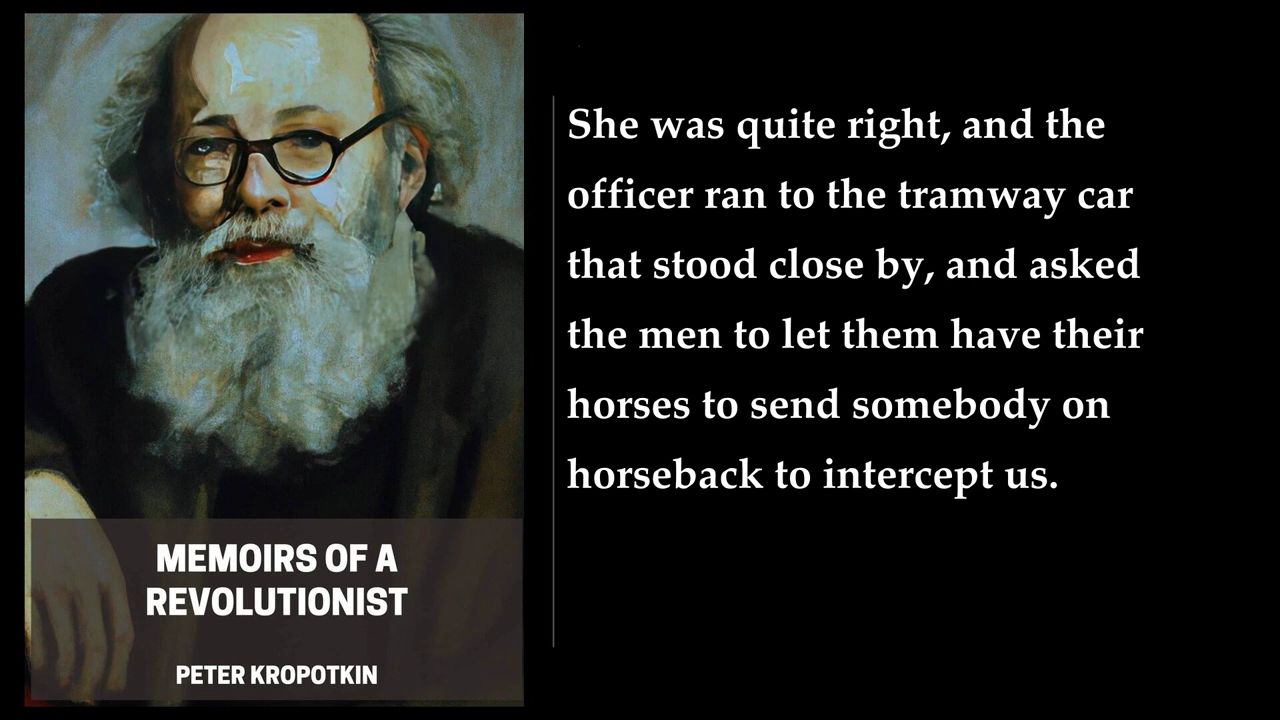 MEMOIRS OF A
REVOLUTIONIST
PETER KROPOTKIN
She was quite right, and the
officer ran to the tramway car
that stood close by, and asked
the men to let them have their
horses to send somebody on
horseback to intercept us.